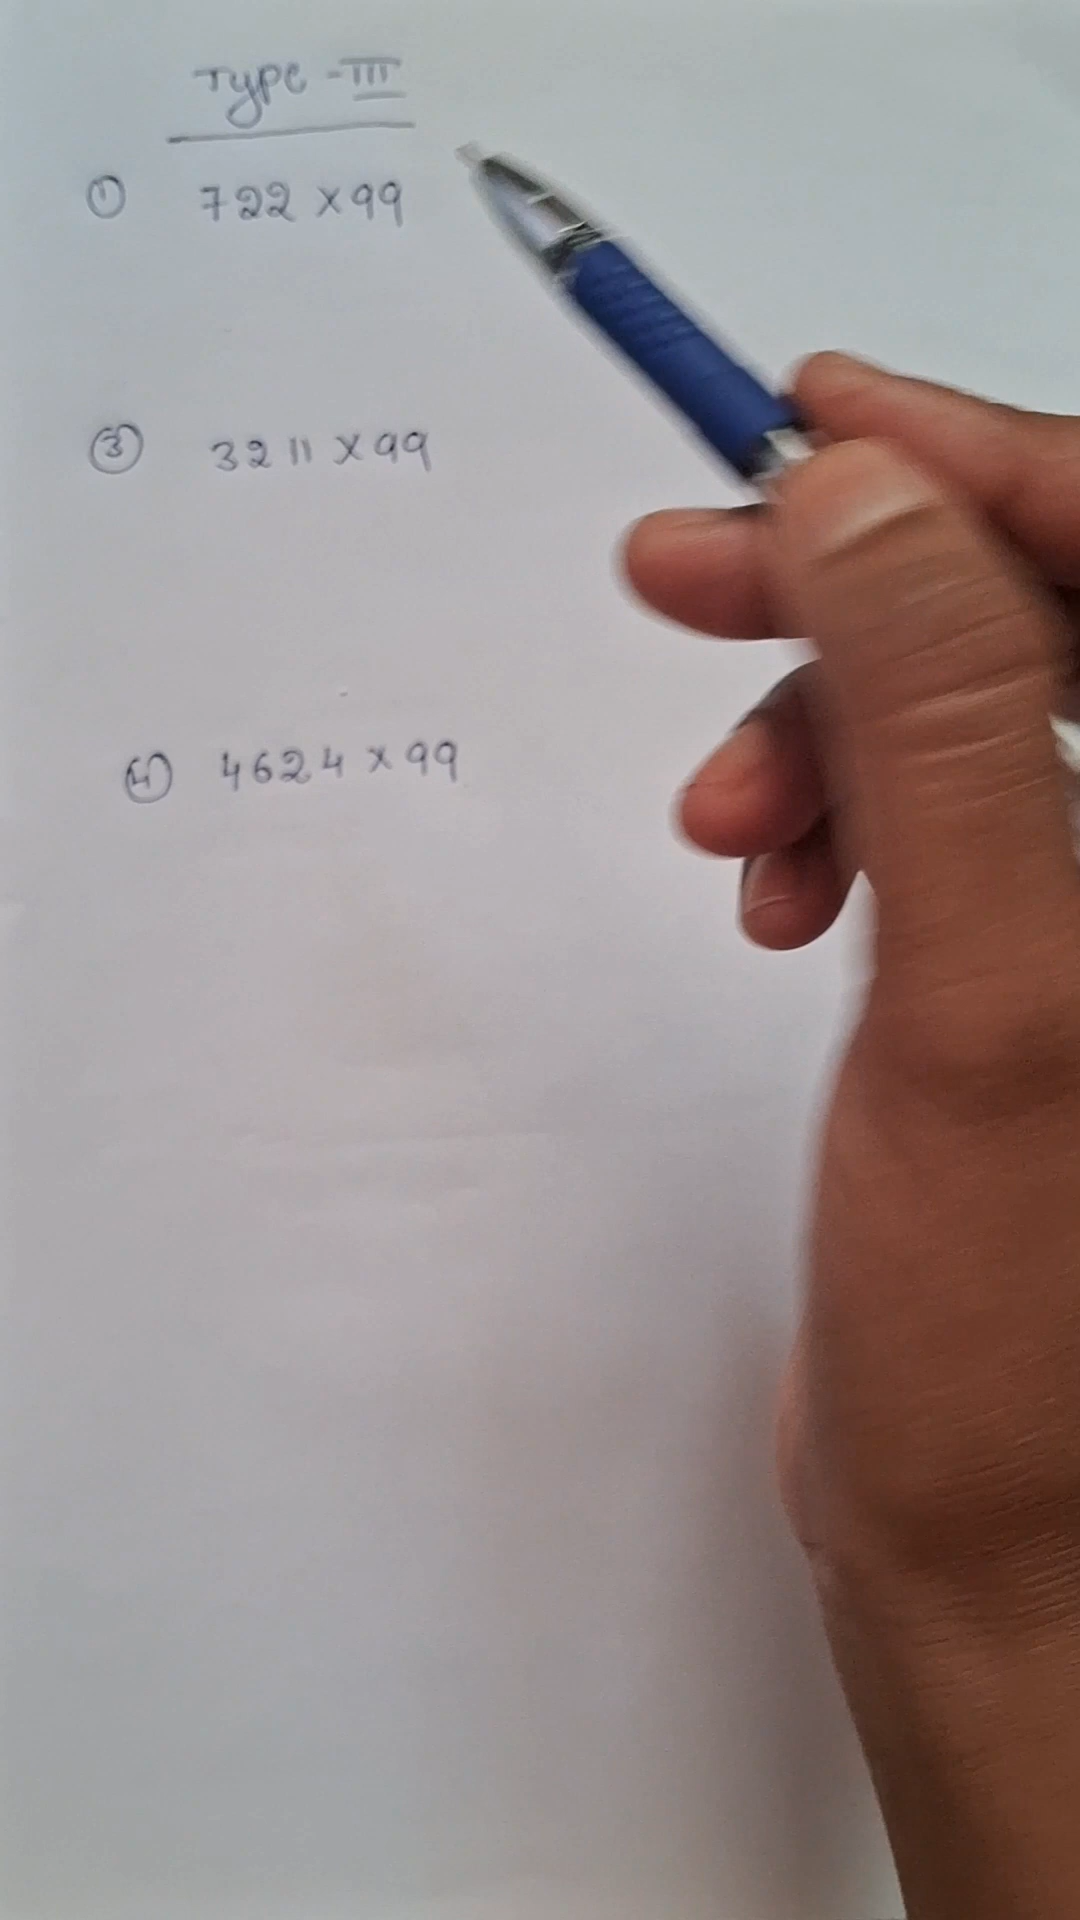 Type - III
① 722 × 99
③ 3211 × 99
④ 4624 × 99